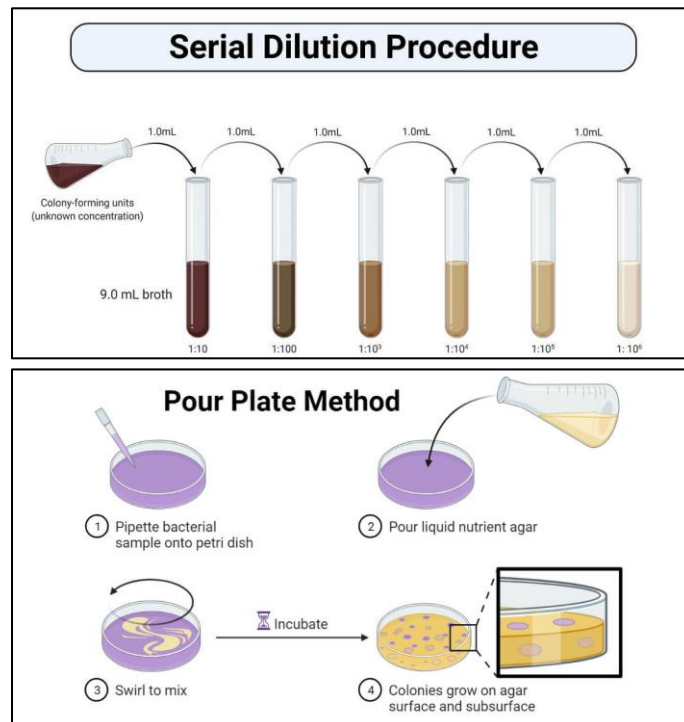 Serial Dilution Procedure
1.0mL 1.0mL 1.0mL 1.0mL 1.0mL 1.0mL
Colony-forming units
(unknown concentration)
9.0 mL broth
1:10 1:100 1:10³ 1:10⁴ 1:10⁵ 1:10⁶
Pour Plate Method
1 Pipette bacterial
sample onto petri dish
2 Pour liquid nutrient agar
Incubate
3 Swirl to mix
4 Colonies grow on agar
surface and subsurface